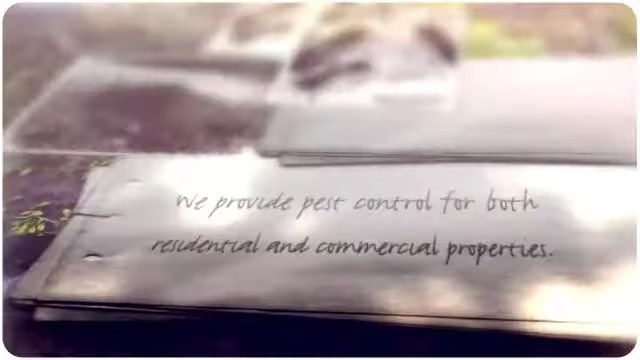 We provide pest control for both
residential and commercial properties.